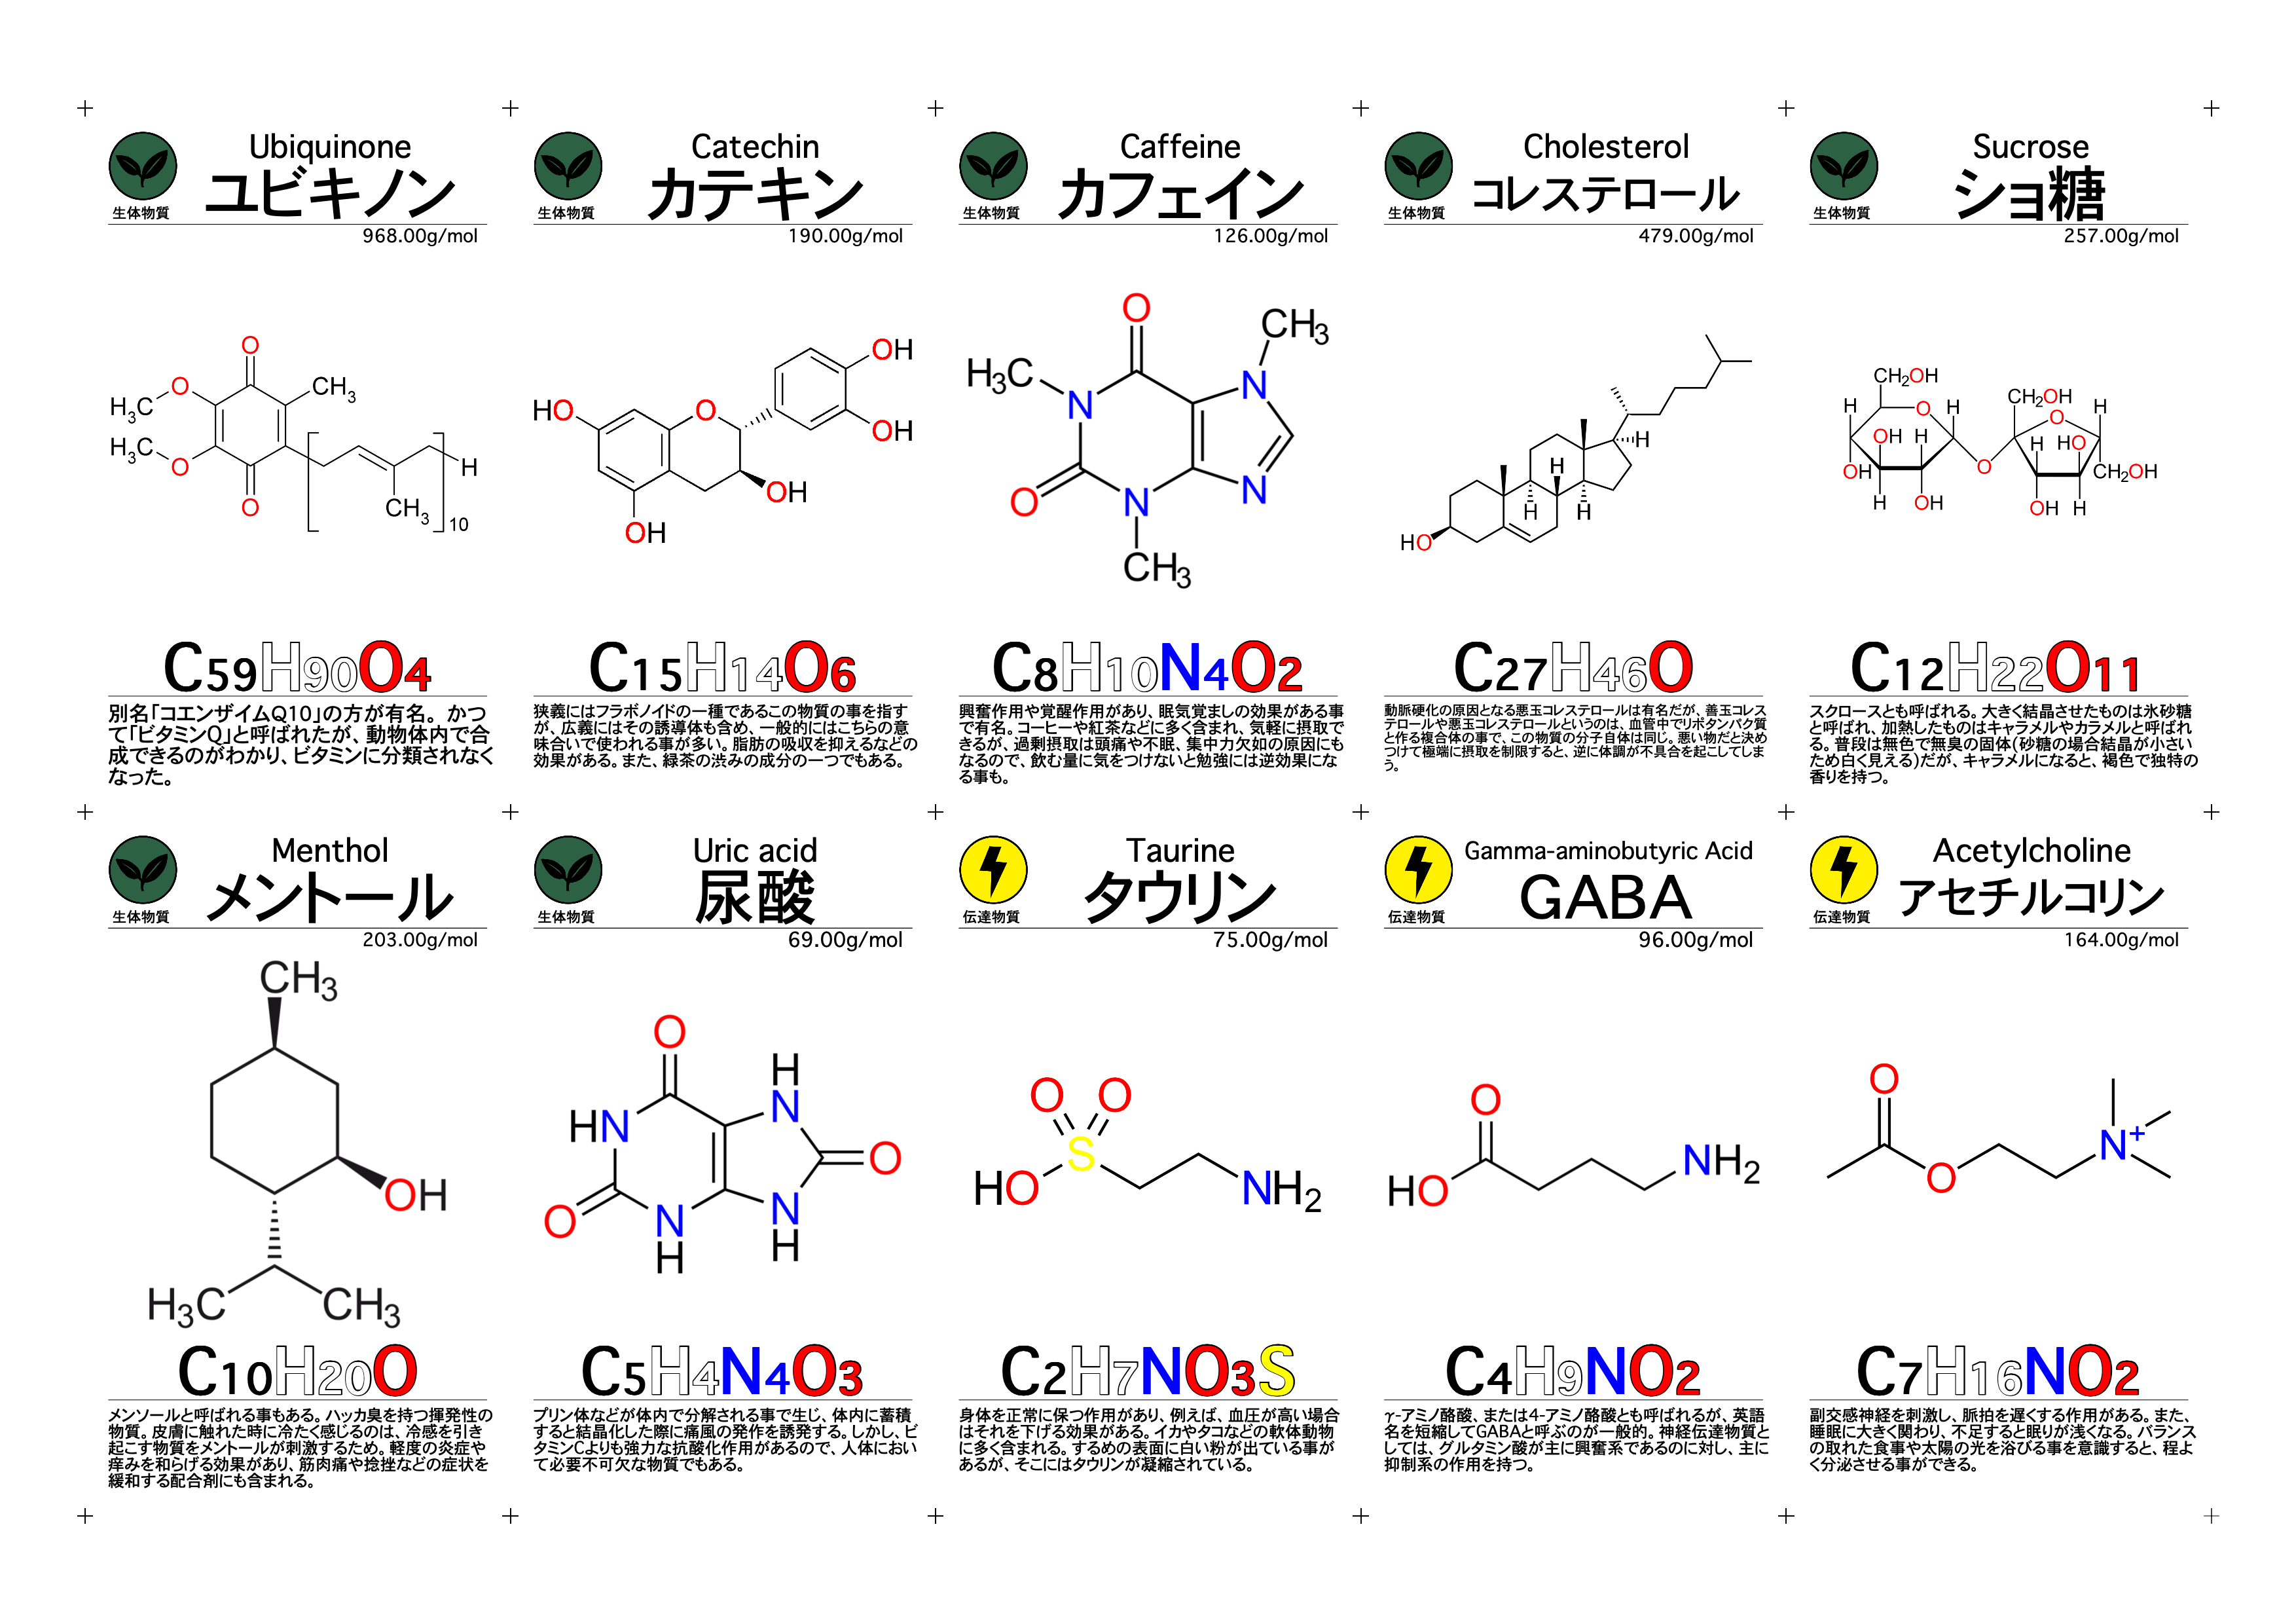 Ubiquinone
ユビキノン
生体物質
968.00g/mol
O
O
CH3
H3C
H3C
O
H
O
CH3
10
C59H90O4
別名「コエンザイムQ10」の方が有名。かつ
て「ビタミンQ」と呼ばれたが、動物体内で合
成できるのがわかり、ビタミンに分類されなく
なった。
Catechin
カテキン
生体物質
190.00g/mol
OH
HO
O
OH
OH
OH
C15H14O6
狭義にはフラボノイドの一種であるこの物質の事を指す
が、広義にはその誘導体も含め、一般的にはこちらの意
味合いで使われる事が多い。脂肪の吸収を抑えるなどの
効果がある。また、緑茶の渋みの成分の一つでもある。
Caffeine
カフェイン
生体物質
126.00g/mol
O
CH3
H3C
N
N
O
N
N
CH3
C8H10N4O2
興奮作用や覚醒作用があり、眠気覚ましの効果がある事
で有名。コーヒーや紅茶などに多く含まれ、気軽に摂取で
きるが、過剰摂取は頭痛や不眠、集中力欠如の原因にも
なるので、飲む量に気をつけないと勉強には逆効果にな
る事も。
Cholesterol
コレステロール
生体物質
479.00g/mol
H
H
H
H
HO
C27H46O
動脈硬化の原因となる悪玉コレステロールは有名だが、善玉コレス
テロールや悪玉コレステロールというのは、血管中でリポタンパク質
と作る複合体の事で、この物質の分子自体は同じ。悪い物だと決め
つけて極端に摂取を制限すると、逆に体調が不具合を起こしてしま
う。
Sucrose
ショ糖
生体物質
257.00g/mol
CH2OH
CH2OH
H
O
H
O
H
OH H
H HO
OH
O
CH2OH
H
OH
OH H
C12H22O11
スクロースとも呼ばれる。大きく結晶させたものは氷砂糖
と呼ばれ、加熱したものはキャラメルやカラメルと呼ばれ
る。普段は無色で無臭の固体(砂糖の場合結晶が小さい
ため白く見える)だが、キャラメルになると、褐色で独特の
香りを持つ。
Menthol
メントール
生体物質
203.00g/mol
CH3
OH
H3C
CH3
C10H20O
メンソールと呼ばれる事もある。ハッカ臭を持つ揮発性の
物質。皮膚に触れた時に冷たく感じるのは、冷感を引き
起こす物質をメントールが刺激するため。軽度の炎症や
痒みを和らげる効果があり、筋肉痛や捻挫などの症状を
緩和する配合剤にも含まれる。
Uric acid
尿酸
生体物質
69.00g/mol
O
H
N
HN
O
O
N
H
N
H
C5H4N4O3
プリン体などが体内で分解される事で生じ、体内に蓄積
すると結晶化した際に痛風の発作を誘発する。しかし、ビ
タミンCよりも強力な抗酸化作用があるので、人体におい
て必要不可欠な物質でもある。
Taurine
タウリン
伝達物質
75.00g/mol
O O
S
HO
NH2
C2H7NO3S
身体を正常に保つ作用があり、例えば、血圧が高い場合
はそれを下げる効果がある。イカやタコなどの軟体動物
に多く含まれる。するめの表面に白い粉が出ている事が
あるが、そこにはタウリンが凝縮されている。
Gamma-aminobutyric Acid
GABA
伝達物質
96.00g/mol
O
NH2
HO
C4H9NO2
γ-アミノ酪酸、または4-アミノ酪酸とも呼ばれるが、英語
名を短縮してGABAと呼ぶのが一般的。神経伝達物質と
しては、グルタミン酸が主に興奮系であるのに対し、主に
抑制系の作用を持つ。
Acetylcholine
アセチルコリン
伝達物質
164.00g/mol
O
N+
O
C7H16NO2
副交感神経を刺激し、脈拍を遅くする作用がある。また、
睡眠に大きく関わり、不足すると眠りが浅くなる。バランス
の取れた食事や太陽の光を浴びる事を意識すると、程よ
く分泌させる事ができる。